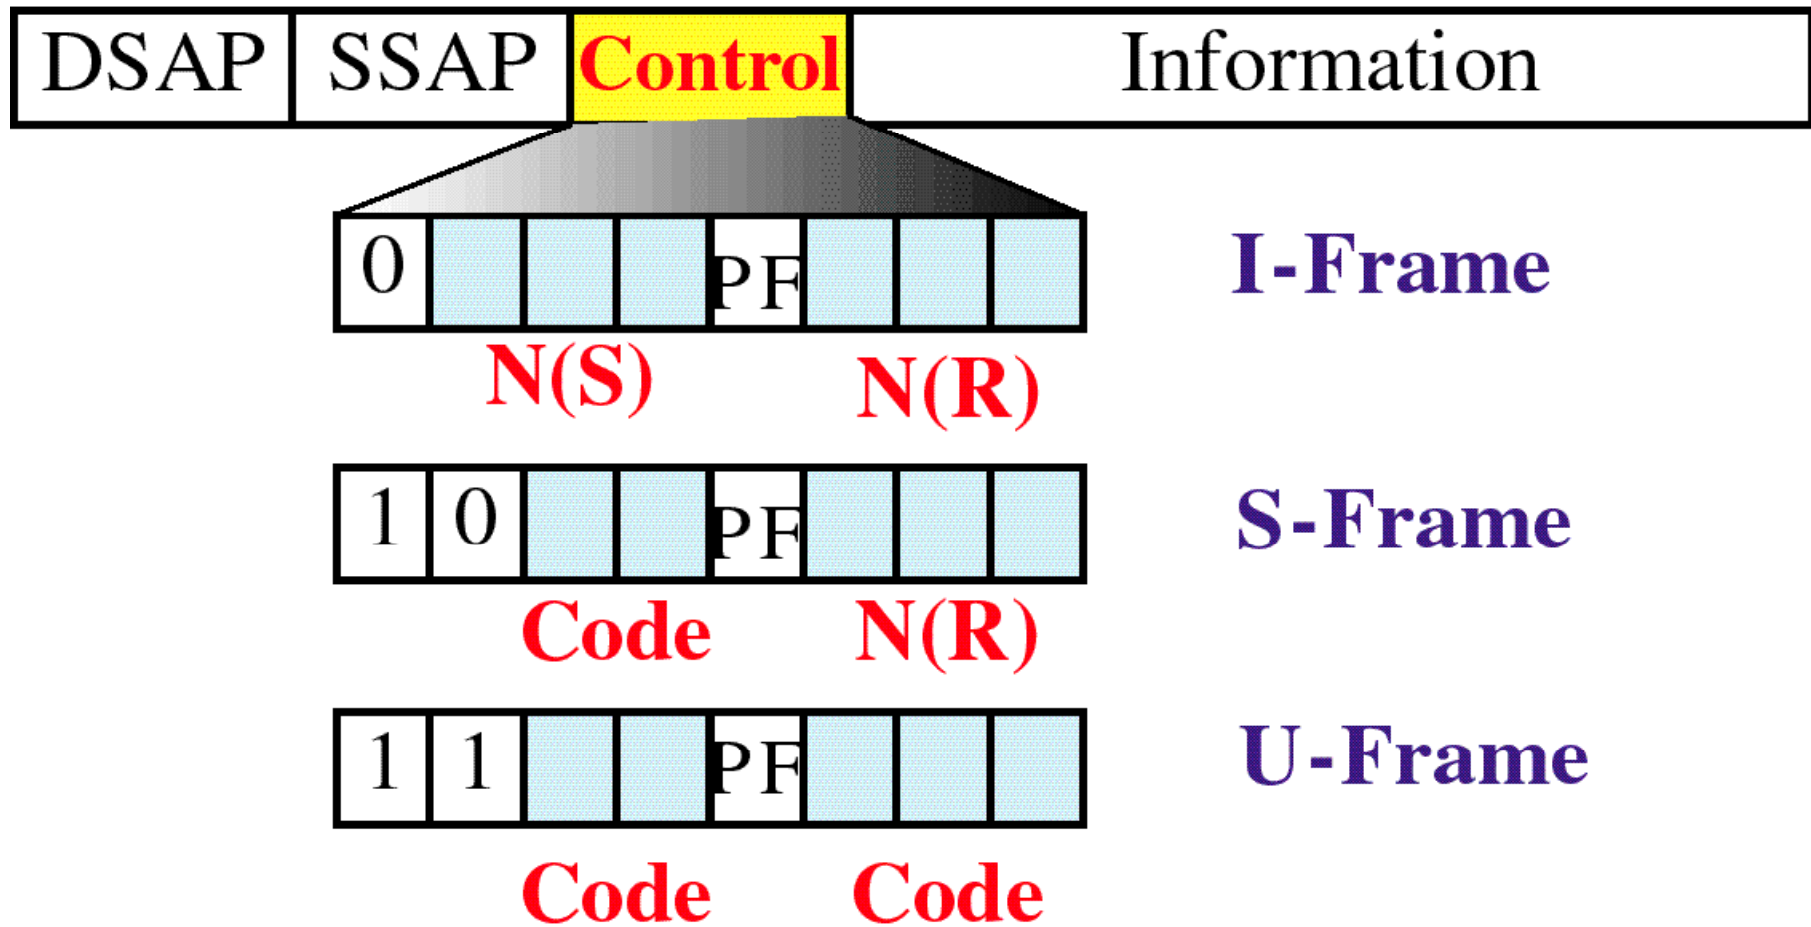 DSAP SSAP Control Information
0 PF I-Frame
N(S) N(R)
1 0 PF S-Frame
Code N(R)
1 1 PF U-Frame
Code Code